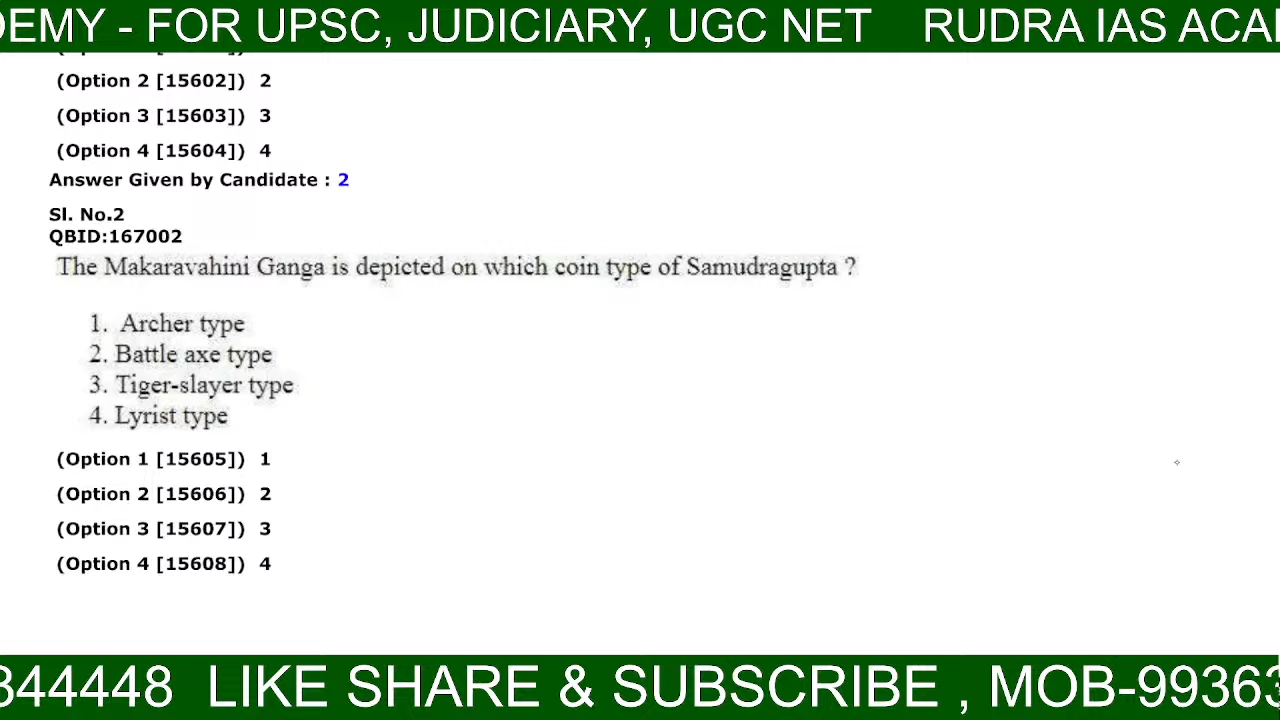 DEMY - FOR UPSC, JUDICIARY, UGC NET RUDRA IAS ACA
(Option 2 [15602]) 2
(Option 3 [15603]) 3
(Option 4 [15604]) 4
Answer Given by Candidate : 2
Sl. No.2
QBID:167002
The Makaravahini Ganga is depicted on which coin type of Samudragupta ?
1. Archer type
2. Battle axe type
3. Tiger-slayer type
4. Lyrist type
(Option 1 [15605]) 1
(Option 2 [15606]) 2
(Option 3 [15607]) 3
(Option 4 [15608]) 4
844448 LIKE SHARE & SUBSCRIBE , MOB-99363